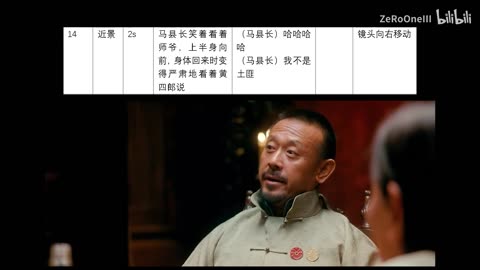 ZeRoOneIII bilibili
14 近景 2s 马县长笑着看着 （马县长）哈哈哈 镜头向右移动
师爷，上半身向 哈
前，身体回来时变 （马县长）我不是
得严肃地看着黄 土匪
四郎说